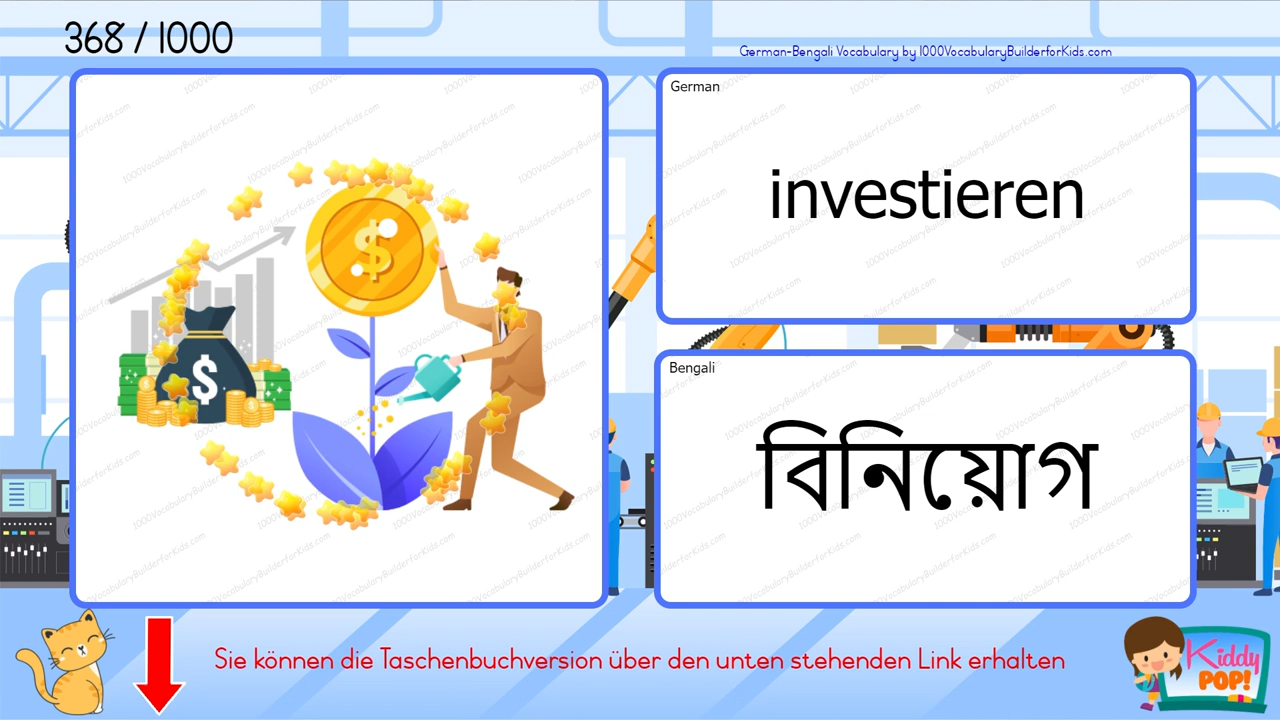 368 / 1000
German-Bengali Vocabulary by 1000VocabularyBuilderforKids.com
German
investieren
Bengali
বিনিয়োগ
Sie können die Taschenbuchversion über den unten stehenden Link erhalten
Kiddy
POP!